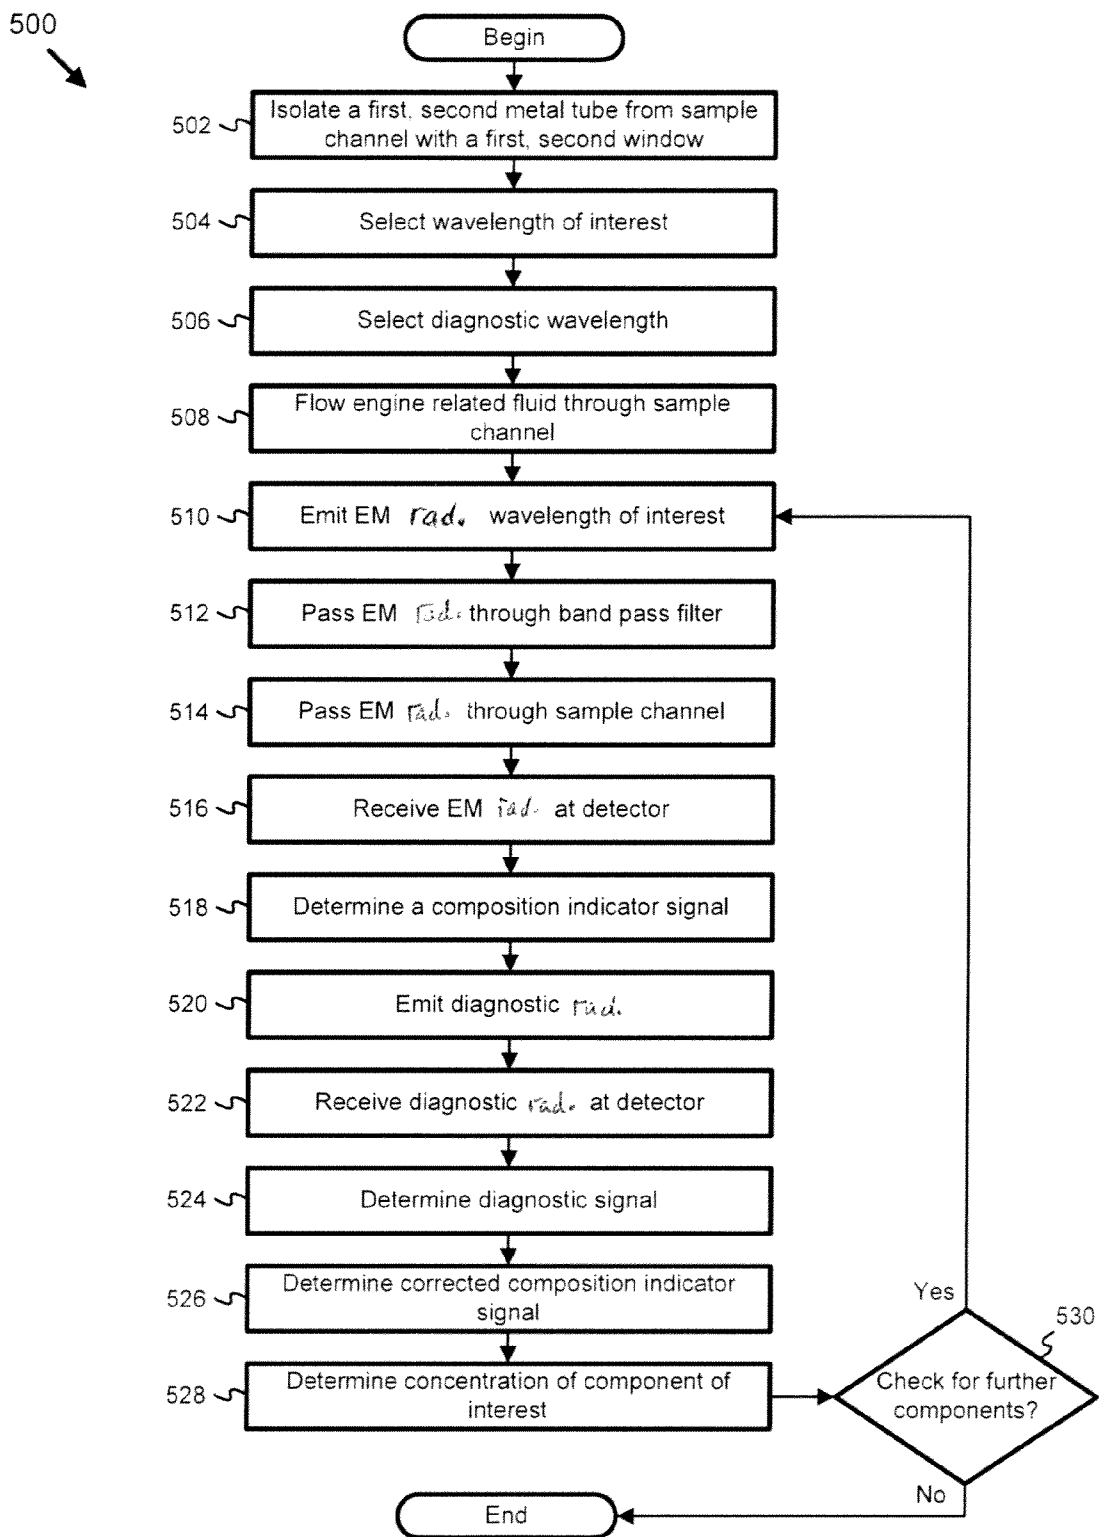 500
Begin
502
Isolate a first, second metal tube from sample
channel with a first, second window
504
Select wavelength of interest
506
Select diagnostic wavelength
508
Flow engine related fluid through sample
channel
510
Emit EM rad. wavelength of interest
512
Pass EM rad. through band pass filter
514
Pass EM rad. through sample channel
516
Receive EM rad. at detector
518
Determine a composition indicator signal
520
Emit diagnostic rad.
522
Receive diagnostic rad. at detector
524
Determine diagnostic signal
526
Determine corrected composition indicator
signal
528
Determine concentration of component of
interest
Yes
530
Check for further
components?
No
End